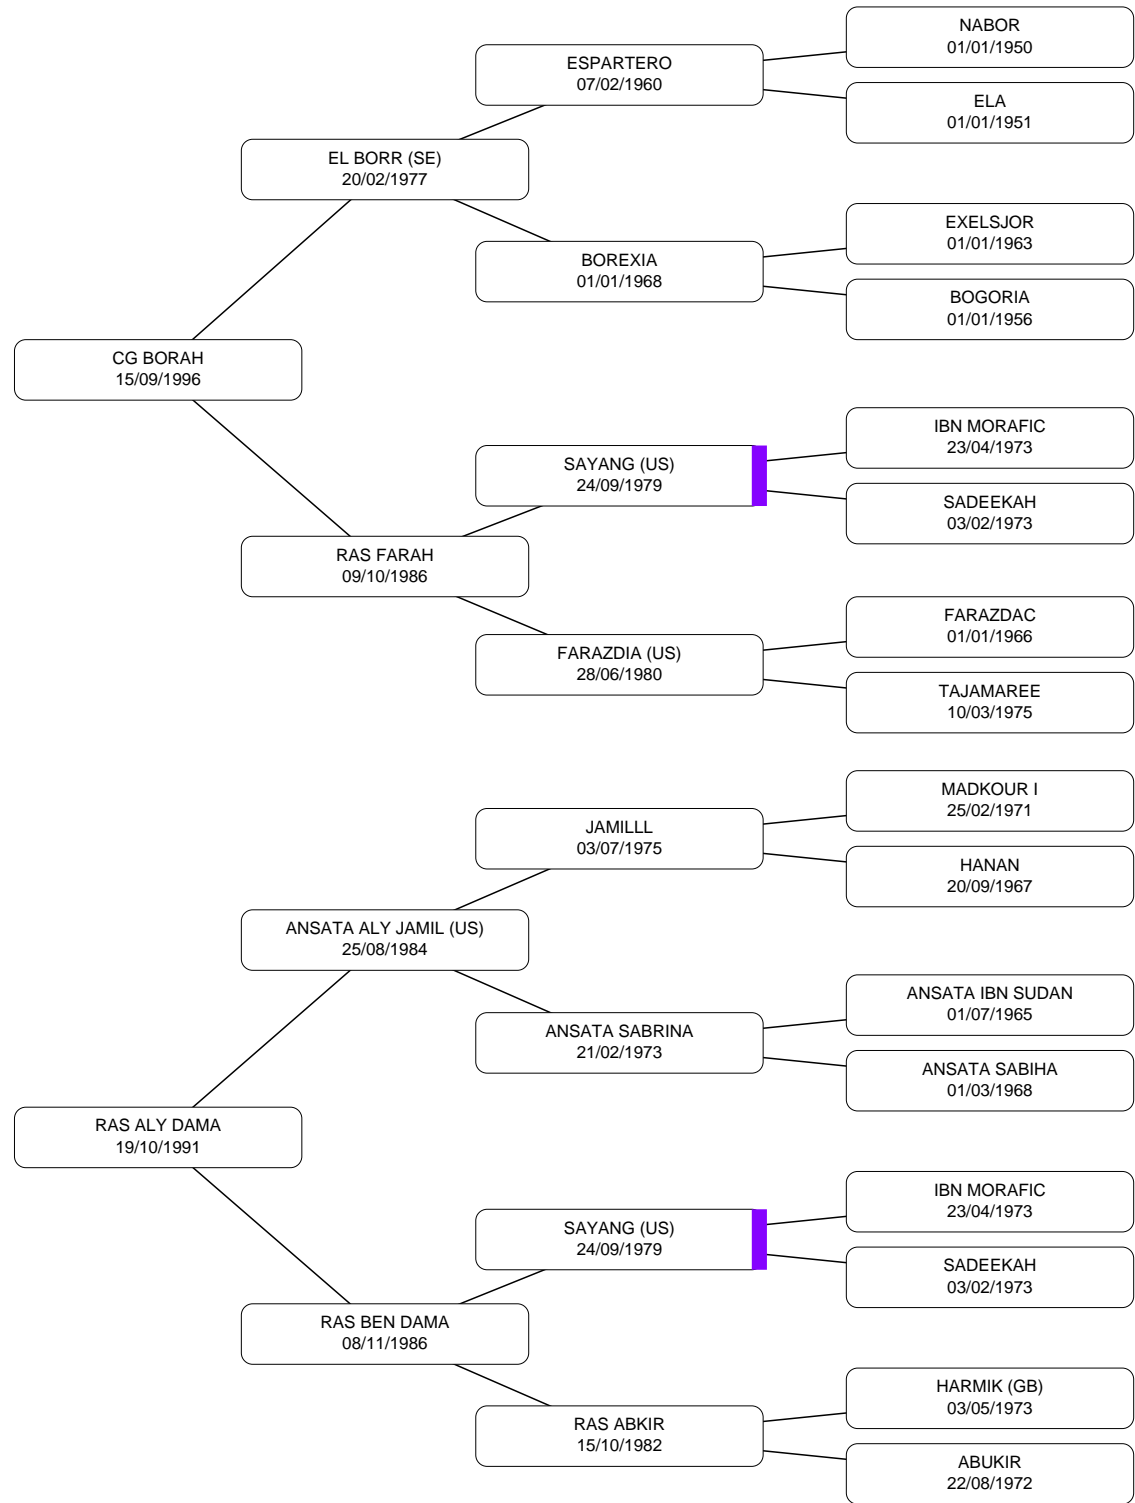 NABOR
01/01/1950
ESPARTERO
07/02/1960
ELA
01/01/1951
EL BORR (SE)
20/02/1977
EXELSJOR
01/01/1963
BOREXIA
01/01/1968
BOGORIA
01/01/1956
CG BORAH
15/09/1996
IBN MORAFIC
23/04/1973
SAYANG (US)
24/09/1979
SADEEKAH
03/02/1973
RAS FARAH
09/10/1986
FARAZDAC
01/01/1966
FARAZDIA (US)
28/06/1980
TAJAMAREE
10/03/1975
MADKOUR I
25/02/1971
JAMILLL
03/07/1975
HANAN
20/09/1967
ANSATA ALY JAMIL (US)
25/08/1984
ANSATA IBN SUDAN
01/07/1965
ANSATA SABRINA
21/02/1973
ANSATA SABIHA
01/03/1968
RAS ALY DAMA
19/10/1991
IBN MORAFIC
23/04/1973
SAYANG (US)
24/09/1979
SADEEKAH
03/02/1973
RAS BEN DAMA
08/11/1986
HARMIK (GB)
03/05/1973
RAS ABKIR
15/10/1982
ABUKIR
22/08/1972